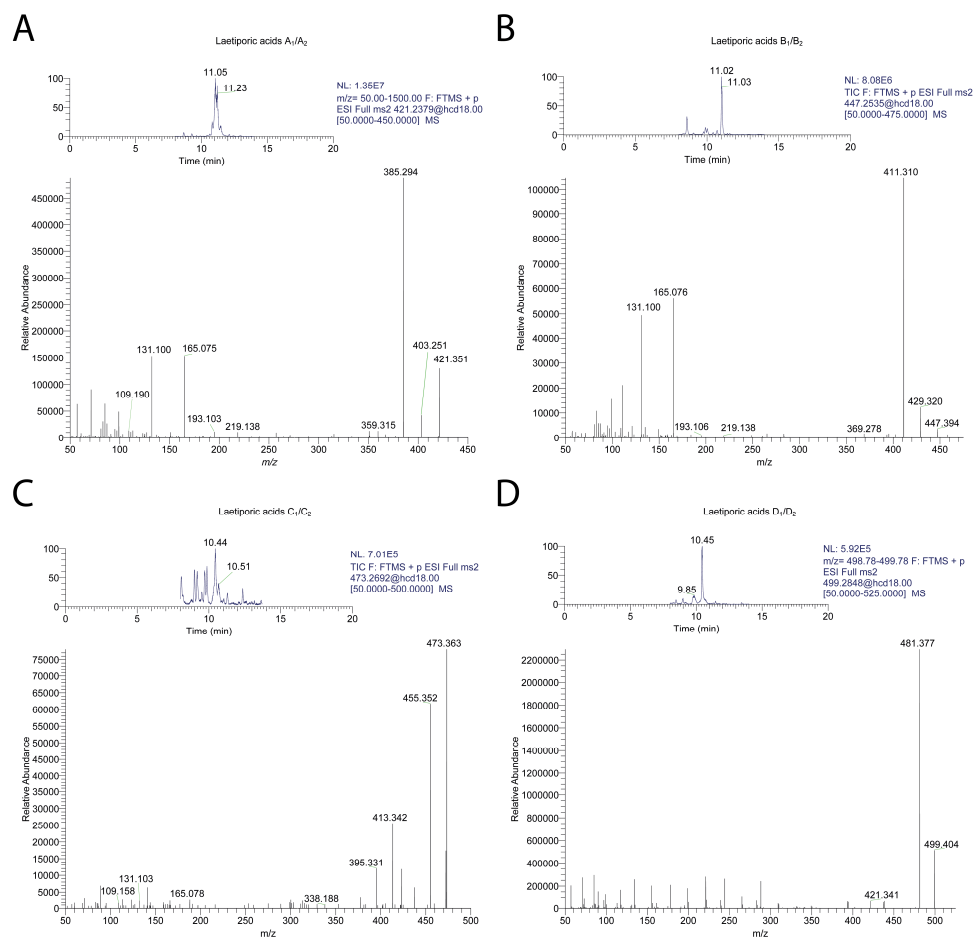 A
Laetiporic acids A₁/A₂
11.05
11.23
100
50
0
0 5 10 15 20
Time (min)
NL: 1.36E7
m/z= 50.00-1500.00 F: FTMS + p
ESI Full ms2 421.2379@hcd18.00
[50.0000-450.0000] MS
385.294
450000
400000
350000
300000
250000
200000
150000
100000
50000
0
Relative Abundance
131.100
165.075
403.251
421.351
109.190
193.103
219.138
359.315
50 100 150 200 250 300 350 400 450
m/z
B
Laetiporic acids B₁/B₂
11.02
11.03
100
50
0
0 5 10 15 20
Time (min)
NL: 8.08E6
TIC F: FTMS + p ESI Full ms2
447.2535@hcd18.00
[50.0000-475.0000] MS
411.310
100000
90000
80000
70000
60000
50000
40000
30000
20000
10000
0
Relative Abundance
165.076
131.100
429.320
447.394
193.106
219.138
369.278
50 100 150 200 250 300 350 400 450
m/z
C
Laetiporic acids C₁/C₂
10.44
10.51
100
50
0
0 5 10 15 20
Time (min)
NL. 7.01E5
TIC F: FTMS + p ESI Full ms2
473.2692@hcd18.00
[50.0000-500.0000] MS
473.363
75000
70000
65000
60000
55000
50000
45000
40000
35000
30000
25000
20000
15000
10000
5000
0
Relative Abundance
455.352
413.342
395.331
131.103
109.158
165.078
338.188
50 100 150 200 250 300 350 400 450 500
m/z
D
Laetiporic acids D₁/D₂
10.45
9.85
100
50
0
0 5 10 15 20
Time (min)
NL: 5.92E5
m/z= 498.78-499.78 F: FTMS + p
ESI Full ms2
499.2848@hcd18.00
[50.0000-525.0000] MS
481.377
2200000
2000000
1800000
1600000
1400000
1200000
1000000
800000
600000
400000
200000
0
Relative Abundance
499.404
421.341
50 100 150 200 250 300 350 400 450 500
m/z